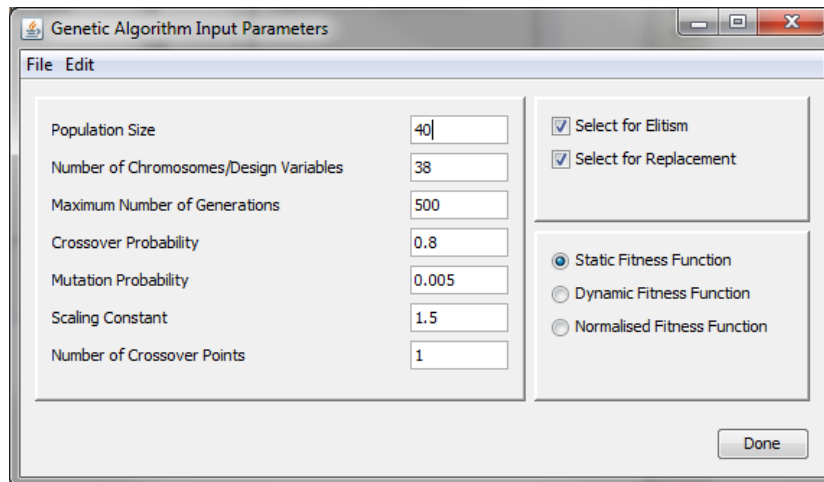 Genetic Algorithm Input Parameters
File Edit
Population Size 40
Number of Chromosomes/Design Variables 38
Maximum Number of Generations 500
Crossover Probability 0.8
Mutation Probability 0.005
Scaling Constant 1.5
Number of Crossover Points 1
Select for Elitism
Select for Replacement
Static Fitness Function
Dynamic Fitness Function
Normalised Fitness Function
Done